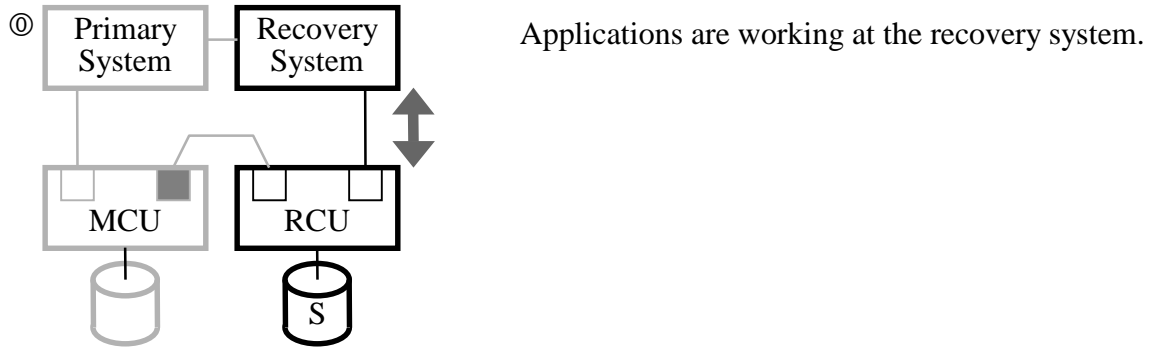 ⓪
Primary
System
Recovery
System
Applications are working at the recovery system.
MCU
RCU
S